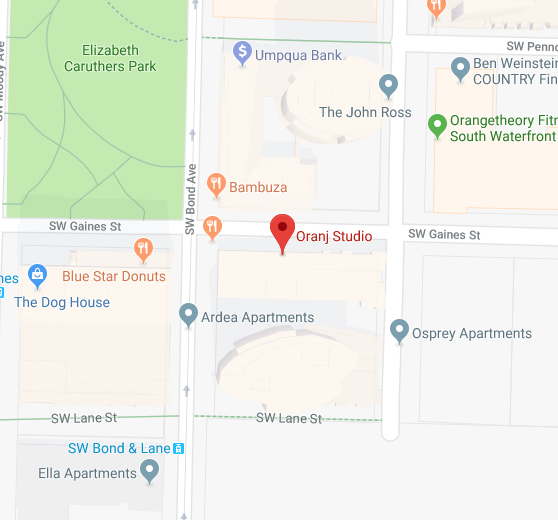 SW Moody Ave
Elizabeth
Caruthers Park
$
Umpqua Bank
SW Penno
Ben Weinstein
COUNTRY Fin
The John Ross
Orangetheory Fitn
South Waterfront
SW Bond Ave
Bambuza
SW Gaines St
Oranj Studio
SW Gaines St
Blue Star Donuts
nes
The Dog House
Ardea Apartments
Osprey Apartments
SW Lane St
SW Lane St
SW Bond & Lane
Ella Apartments